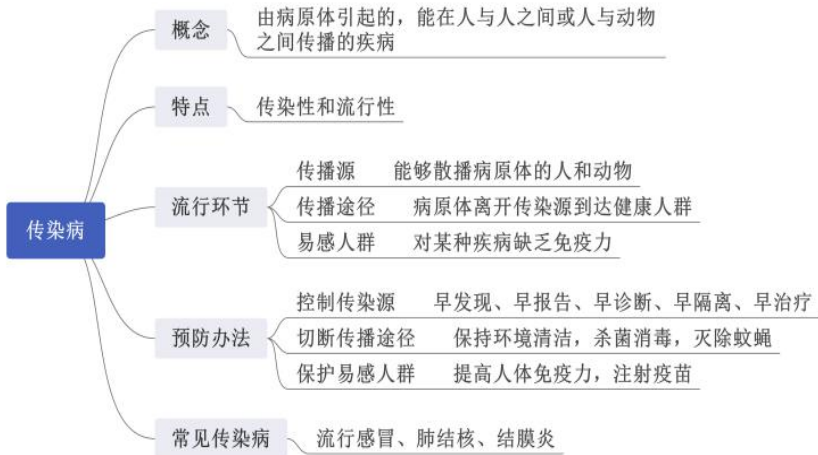 传染病
概念
由病原体引起的，能在人与人之间或人与动物
之间传播的疾病
特点
传染性和流行性
流行环节
传播源 能够散播病原体的人和动物
传播途径 病原体离开传染源到达健康人群
易感人群 对某种疾病缺乏免疫力
预防办法
控制传染源 早发现、早报告、早诊断、早隔离、早治疗
切断传播途径 保持环境清洁，杀菌消毒，灭除蚊蝇
保护易感人群 提高人体免疫力，注射疫苗
常见传染病
流行感冒、肺结核、结膜炎